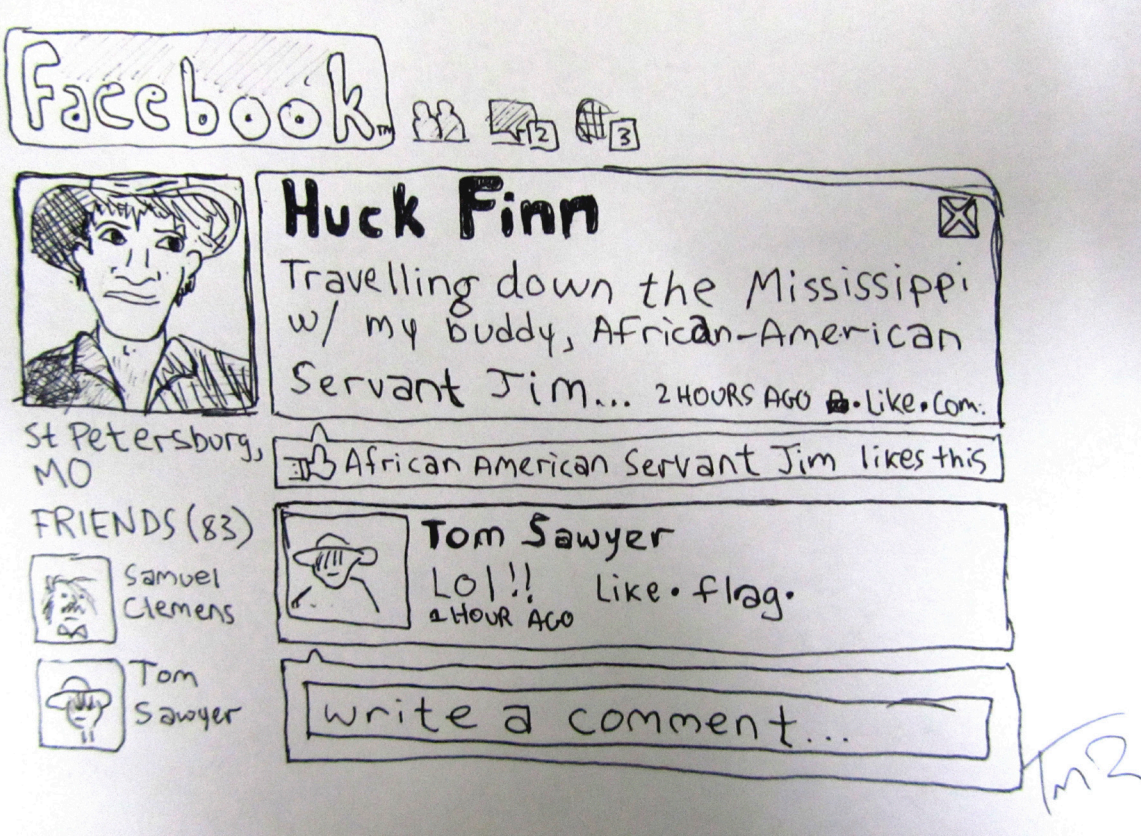 Facebook TM
2 3
Huck Finn
Travelling down the Mississippi
w/ my buddy, African-American
Servant Jim... 2 HOURS AGO • Like • Com.
African American Servant Jim likes this
St Petersburg,
MO
FRIENDS (83)
Samuel
Clemens
Tom
Sawyer
Tom Sawyer
Lol!! Like • flag •
1 HOUR AGO
write a comment...